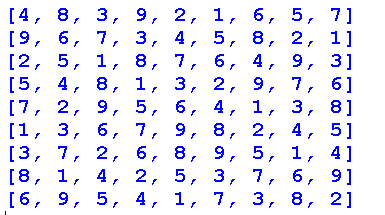 [4, 8, 3, 9, 2, 1, 6, 5, 7]
[9, 6, 7, 3, 4, 5, 8, 2, 1]
[2, 5, 1, 8, 7, 6, 4, 9, 3]
[5, 4, 8, 1, 3, 2, 9, 7, 6]
[7, 2, 9, 5, 6, 4, 1, 3, 8]
[1, 3, 6, 7, 9, 8, 2, 4, 5]
[3, 7, 2, 6, 8, 9, 5, 1, 4]
[8, 1, 4, 2, 5, 3, 7, 6, 9]
[6, 9, 5, 4, 1, 7, 3, 8, 2]